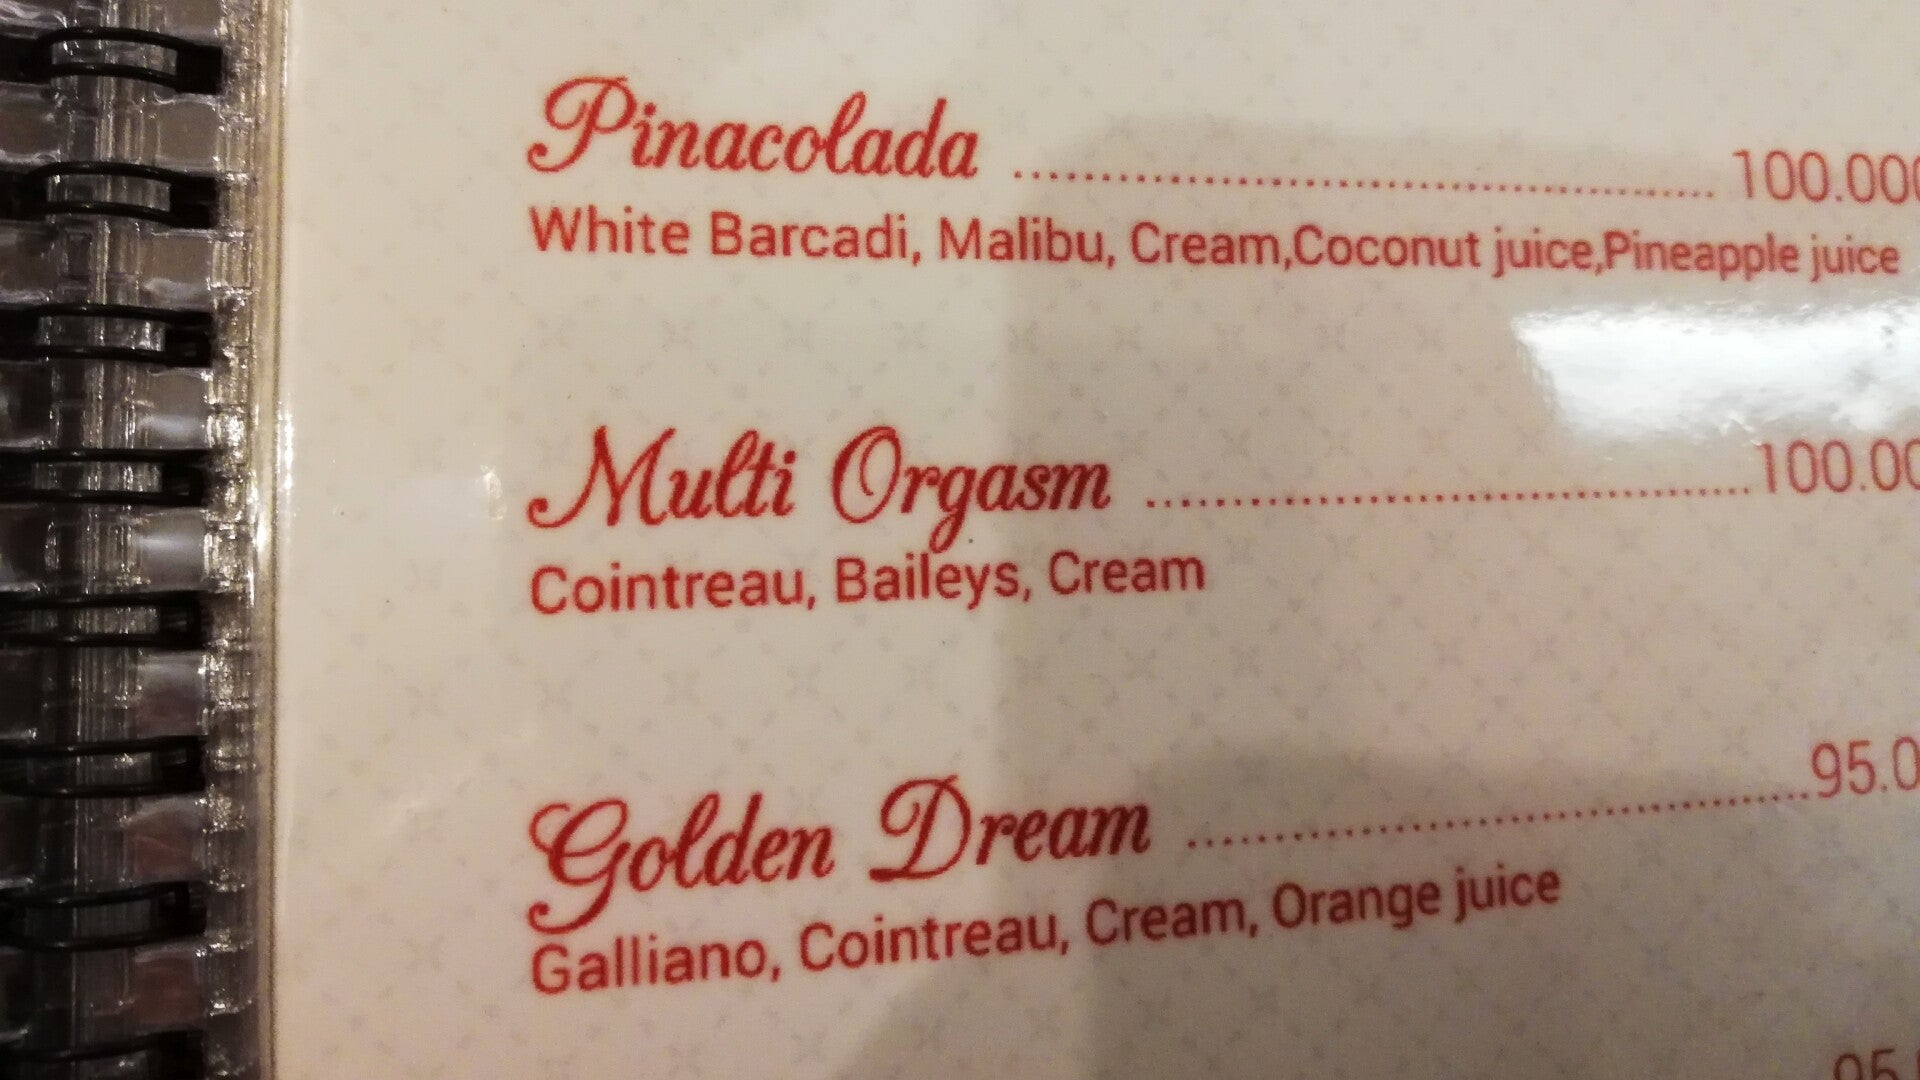 Pinacolada ........................................ 100.000
White Barcadi, Malibu, Cream,Coconut juice,Pineapple juice
Multi Orgasm ........................................ 100.00
Cointreau, Baileys, Cream
Golden Dream ........................................ 95.0
Galliano, Cointreau, Cream, Orange juice